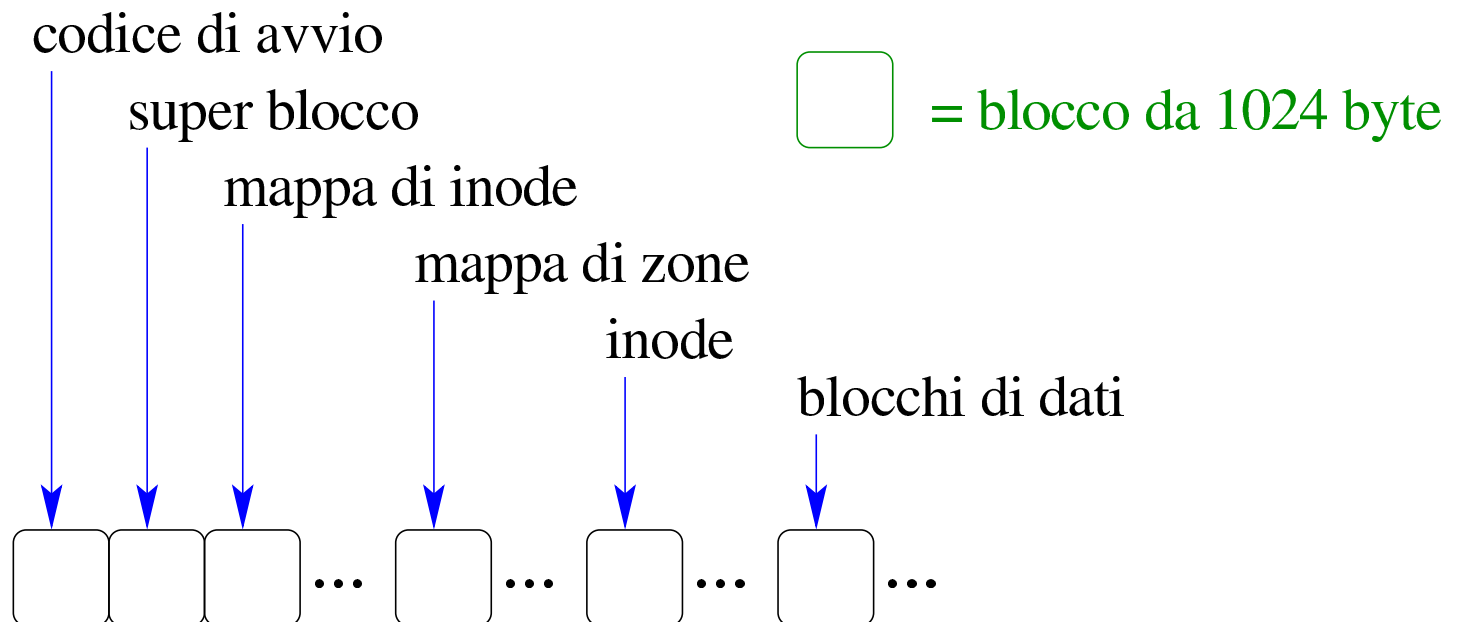 codice di avvio
super blocco
= blocco da 1024 byte
mappa di inode
mappa di zone
inode
blocchi di dati
... ... ... ...